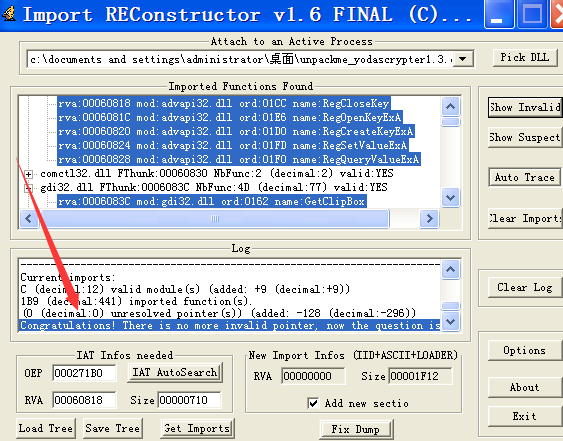 Import REConstructor v1.6 FINAL (C)...
Attach to an Active Process
c:\documents and settings\administrator\桌面\unpackme_yodascrypter1.3.
Pick DLL
Imported Functions Found
rva:00060818 mod:advapi32.dll ord:01CC name:RegCloseKey
rva:0006081C mod:advapi32.dll ord:01E6 name:RegOpenKeyExA
rva:00060820 mod:advapi32.dll ord:01D0 name:RegCreateKeyExA
rva:00060824 mod:advapi32.dll ord:01FD name:RegSetValueExA
rva:00060828 mod:advapi32.dll ord:01F0 name:RegQueryValueExA
comctl32.dll FThunk:00060830 NbFunc:2 (decimal:2) valid:YES
gdi32.dll FThunk:0006083C NbFunc:4D (decimal:77) valid:YES
rva:0006083C mod:gdi32.dll ord:0162 name:GetClipBox
Show Invalid
Show Suspect
Auto Trace
Clear Imports
Log
Current imports:
C (decimal:12) valid module(s) (added: +9 (decimal:+9))
1B9 (decimal:441) imported function(s).
(0 (decimal:0) unresolved pointer(s)) (added: -128 (decimal:-296))
Congratulations! There is no more invalid pointer, now the question is
Clear Log
IAT Infos needed
OEP 000271B0 IAT AutoSearch
RVA 00060818 Size 00000710
Load Tree Save Tree Get Imports
New Import Infos (IID+ASCII+LOADER)
RVA 00000000 Size 00001F12
Add new sectio
Fix Dump
Options
About
Exit